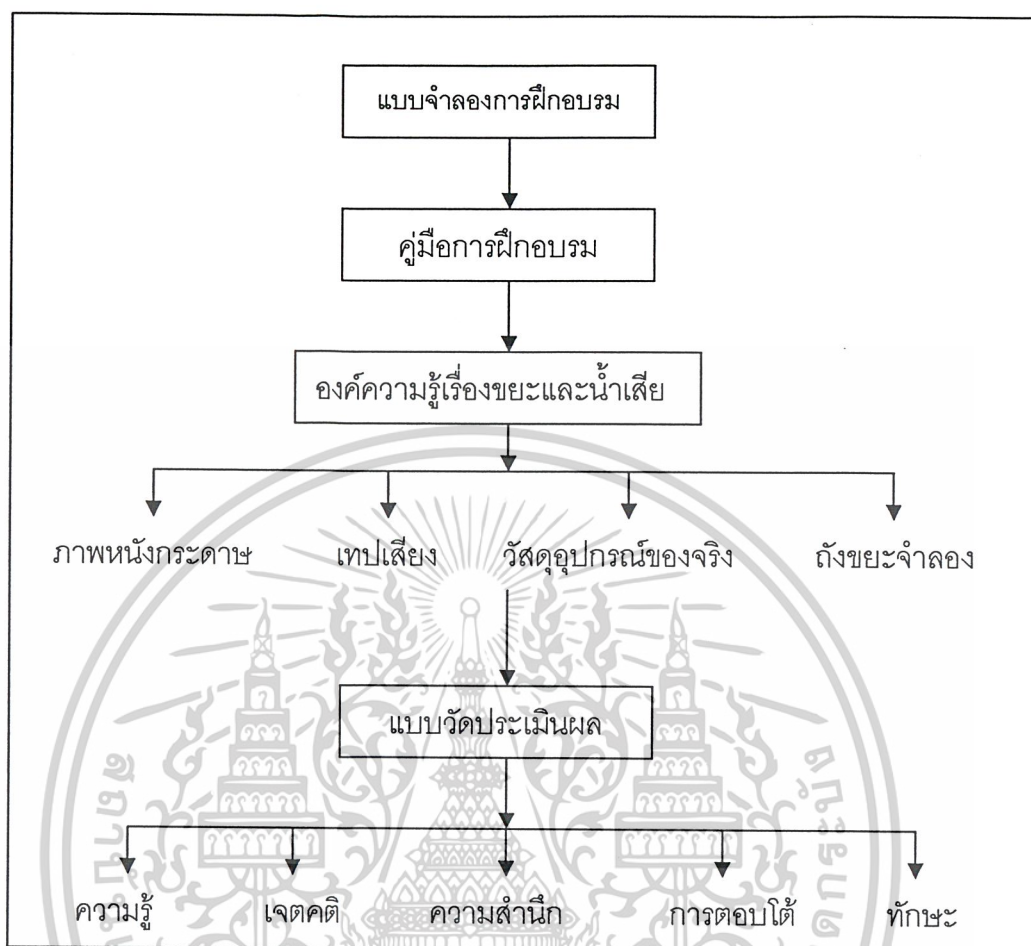 แบบจำลองการฝึกอบรม
คู่มือการฝึกอบรม
องค์ความรู้เรื่องขยะและน้ำเสีย
ภาพหนังกระดาษ เทปเสียง วัสดุอุปกรณ์ของจริง ถังขยะจำลอง
แบบวัดประเมินผล
ความรู้ เจตคติ ความสำนึก การตอบโต้ ทักษะ